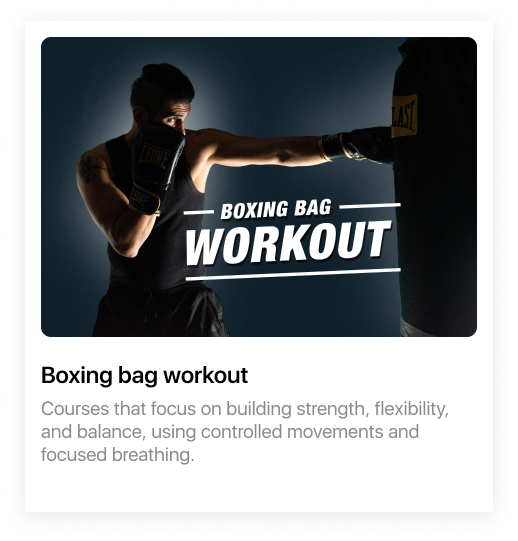 LEONE
LAST
BOXING BAG
WORKOUT
Boxing bag workout
Courses that focus on building strength, flexibility,
and balance, using controlled movements and
focused breathing.